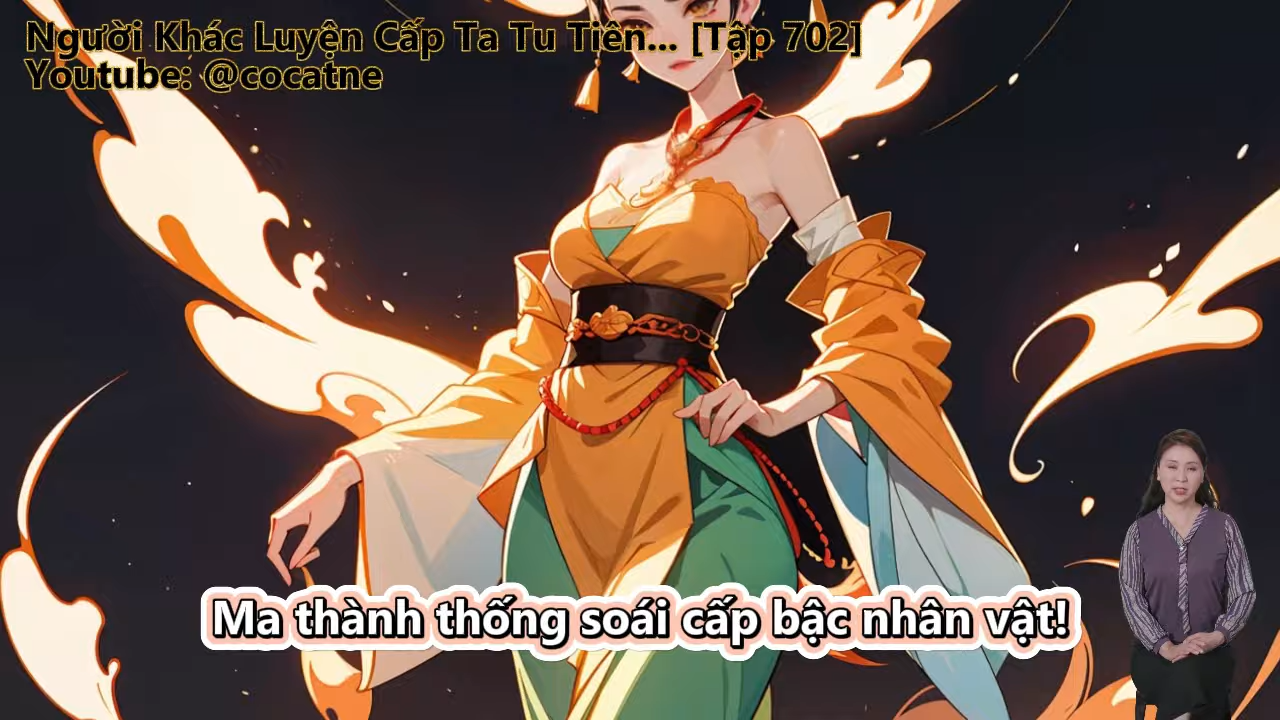 Người Khác Luyện Cấp Ta Tu Tiên... [Tập 702]
Youtube: @cocatne
Ma thành thống soái cấp bậc nhân vật!